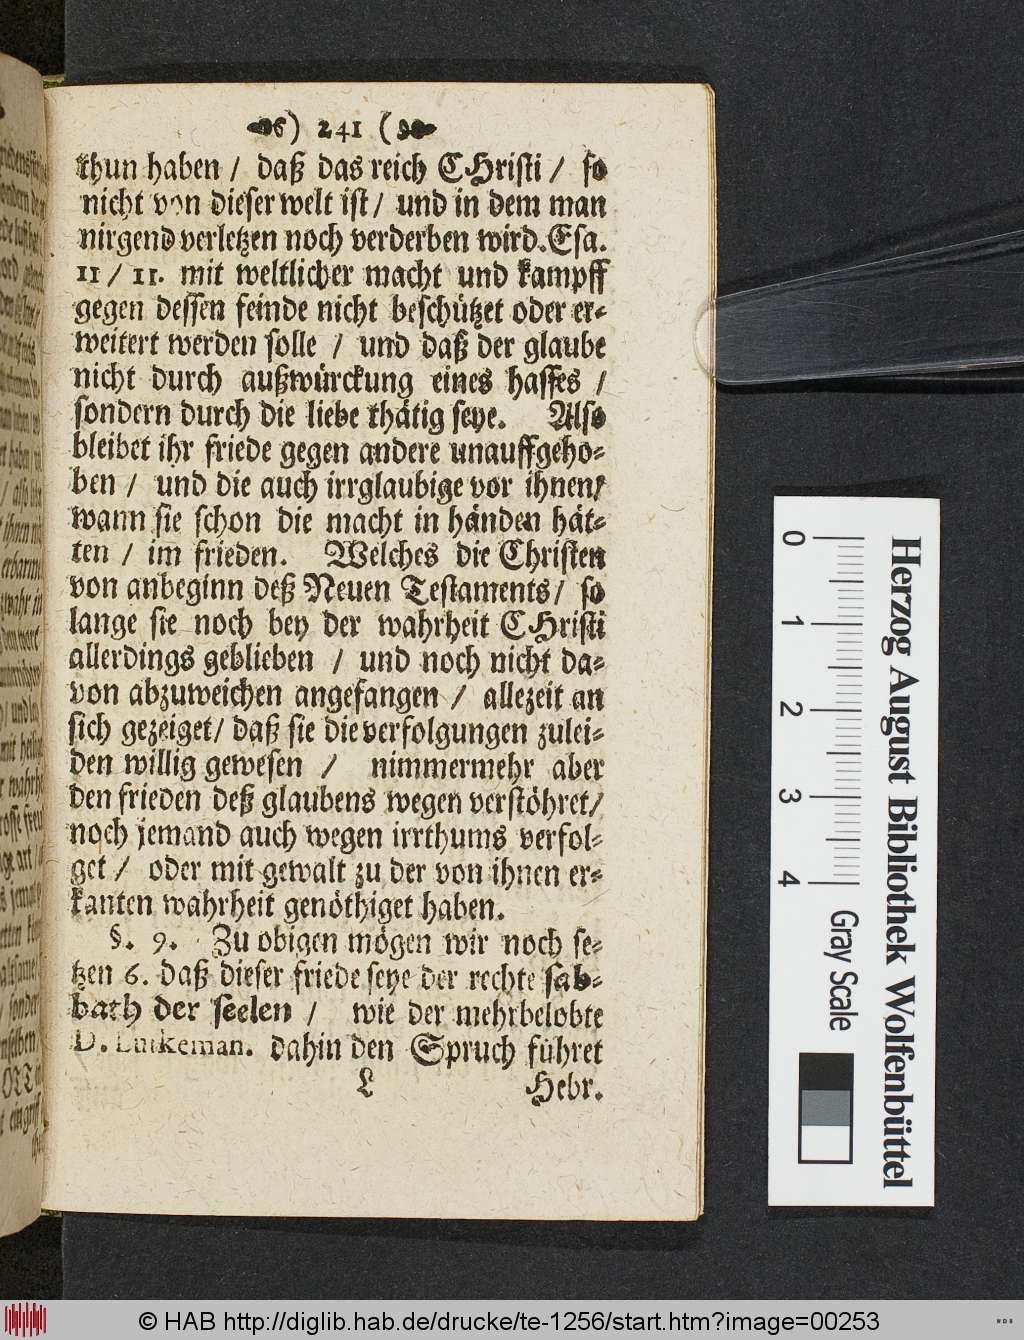 ) 241 (
thun haben / daß das reich CHristi / so
nicht von dieser welt ist / und in dem man
nirgend verletzen noch verderben wird. Esa.
11 / 11. mit weltlicher macht und kampff
gegen dessen feinde nicht beschützet oder er-
weitert werden solle / und daß der glaube
nicht durch außwürckung eines hasses /
sondern durch die liebe thätig seye. Also
bleibet ihr friede gegen andere unauffgeho-
ben / und die auch irrglaubige vor ihnen /
wann sie schon die macht in händen hät-
ten / im frieden. Welches die Christen
von anbeginn deß Neuen Testaments / so
lange sie noch bey der wahrheit CHristi
allerdings geblieben / und noch nicht da-
von abzuweichen angefangen / allezeit an
sich gezeiget / daß sie die verfolgungen zulei-
den willig gewesen / nimmermehr aber
den frieden deß glaubens wegen verstöhret /
noch jemand auch wegen irrthums verfol-
get / oder mit gewalt zu der von ihnen er-
kanten wahrheit genöthiget haben.
§. 9. Zu obigen mögen wir noch se-
tzen 6. daß dieser friede seye der rechte sab-
bath der seelen / wie der mehrbelobte
D. Lutkeman. dahin den Spruch führet
L Hebr.
Herzog August Bibliothek Wolfenbüttel
0 1 2 3 4 Gray Scale
© HAB http://diglib.hab.de/drucke/te-1256/start.htm?image=00253